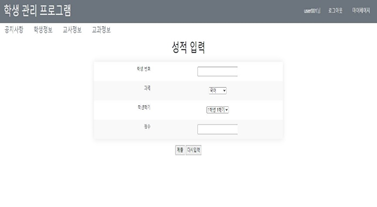 학생 관리 프로그램
user001님 로그아웃 마이페이지
공지사항 학생정보 교사정보 교과정보
성적 입력
학생 번호
과목 국어
학년학기 1학년 1학기
점수
제출 다시입력